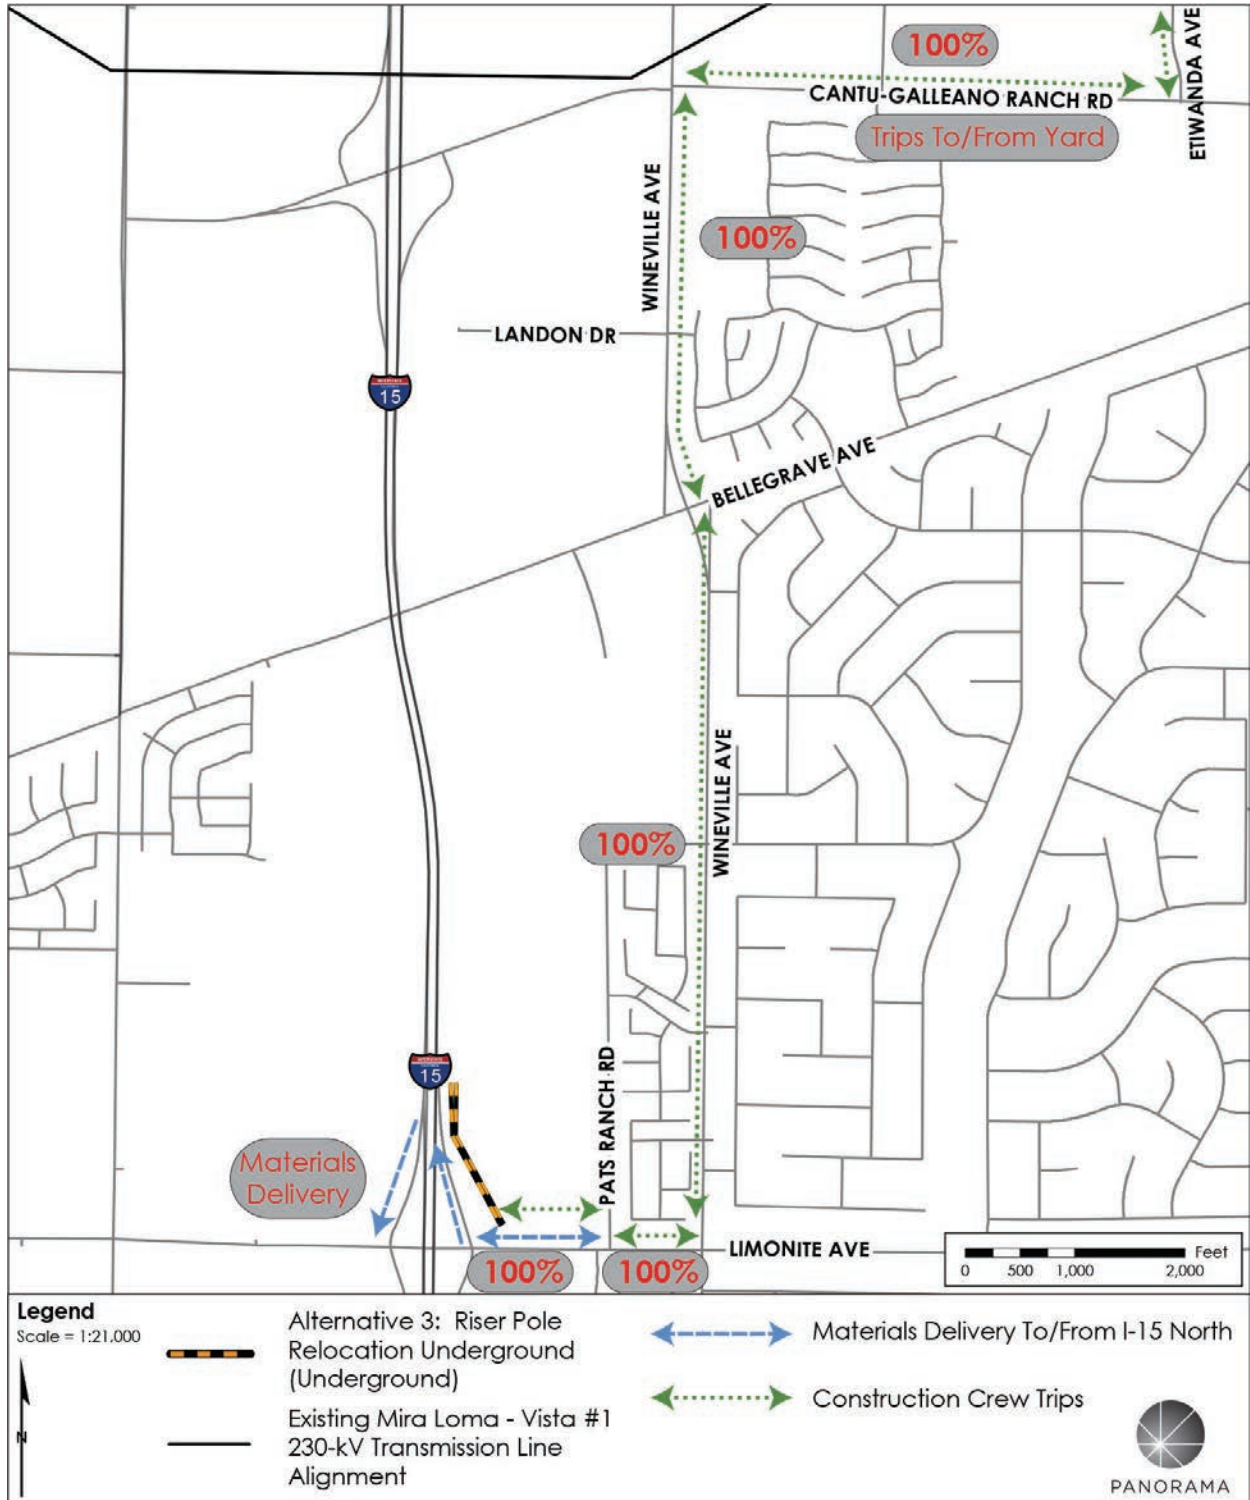 100%
ETIWANDA AVE
CANTU-GALLEANO RANCH RD
Trips To/From Yard
WINEVILLE AVE
100%
LANDON DR
15
BELLEGRAVE AVE
WINEVILLE AVE
100%
15
PATS RANCH RD
Materials
Delivery
100%
100%
LIMONITE AVE
Feet
0 500 1,000 2,000
Legend
Scale = 1:21,000
N
Alternative 3: Riser Pole
Relocation Underground
(Underground)
Existing Mira Loma - Vista #1
230-kV Transmission Line
Alignment
Materials Delivery To/From I-15 North
Construction Crew Trips
PANORAMA